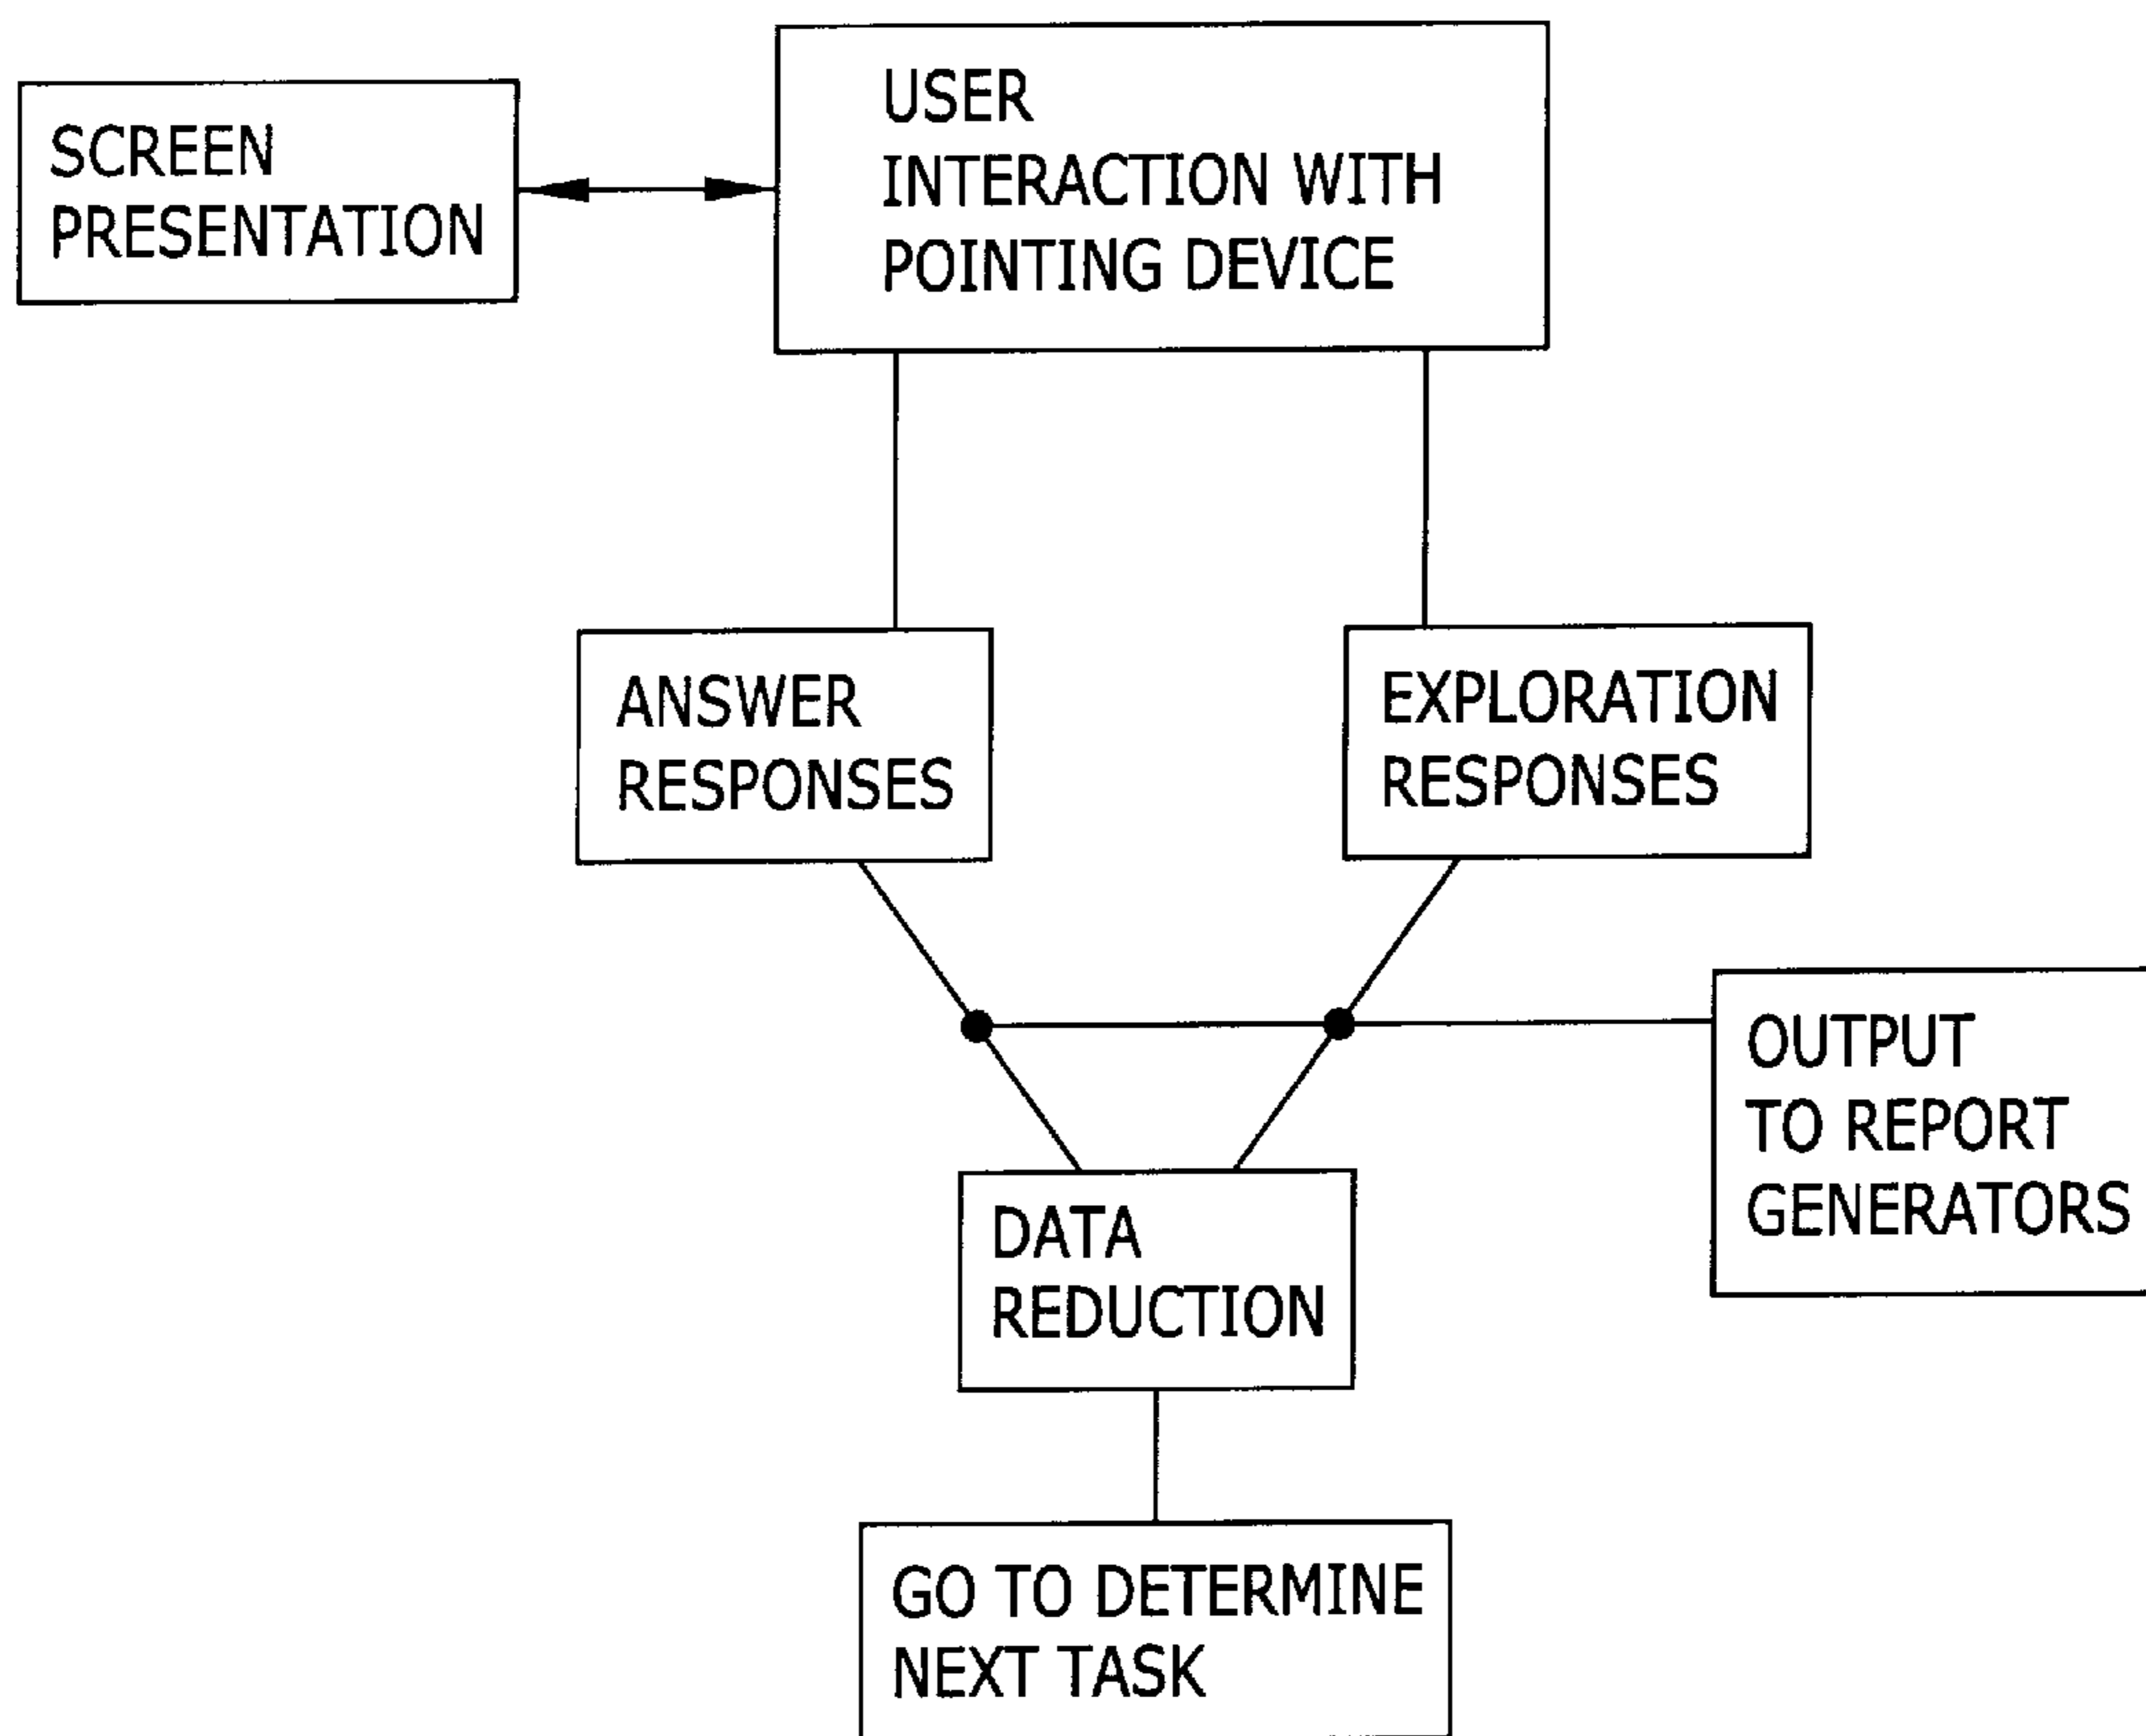 SCREEN
PRESENTATION
USER
INTERACTION WITH
POINTING DEVICE
ANSWER
RESPONSES
EXPLORATION
RESPONSES
OUTPUT
TO REPORT
GENERATORS
DATA
REDUCTION
GO TO DETERMINE
NEXT TASK